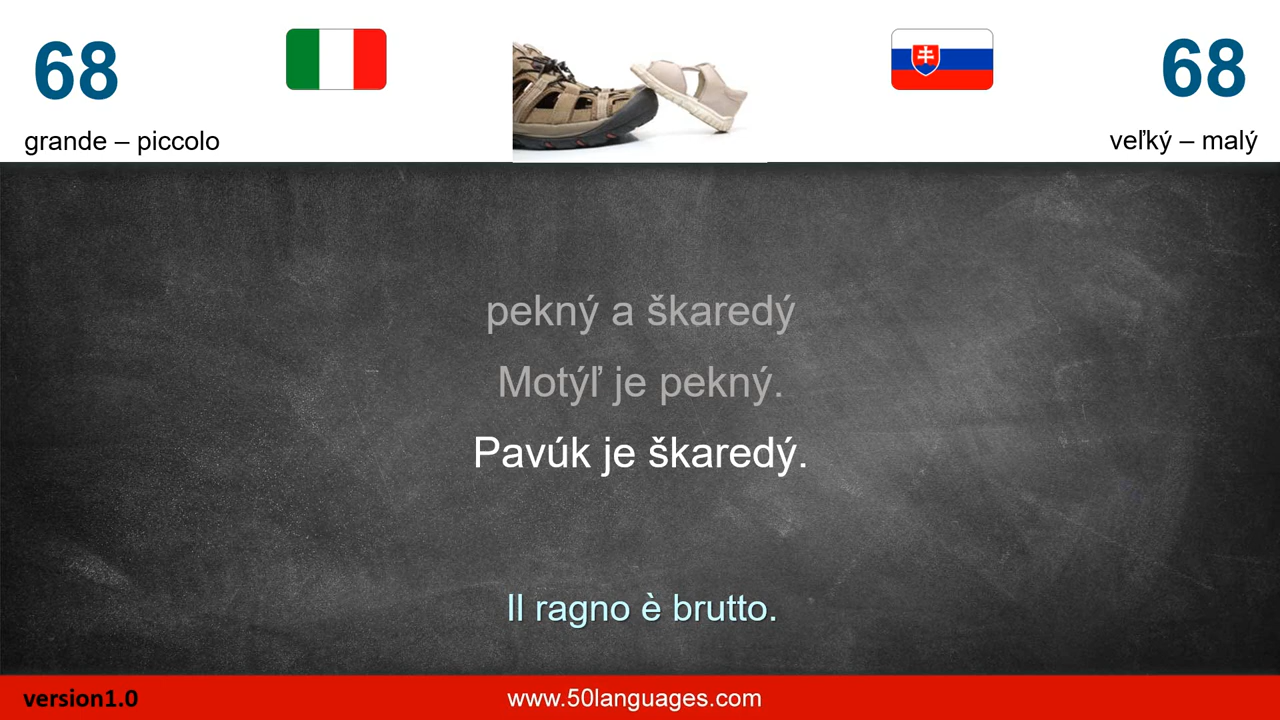 68
68
grande – piccolo
veľký – malý
pekný a škaredý
Motýľ je pekný.
Pavúk je škaredý.
Il ragno è brutto.
version1.0
www.50languages.com